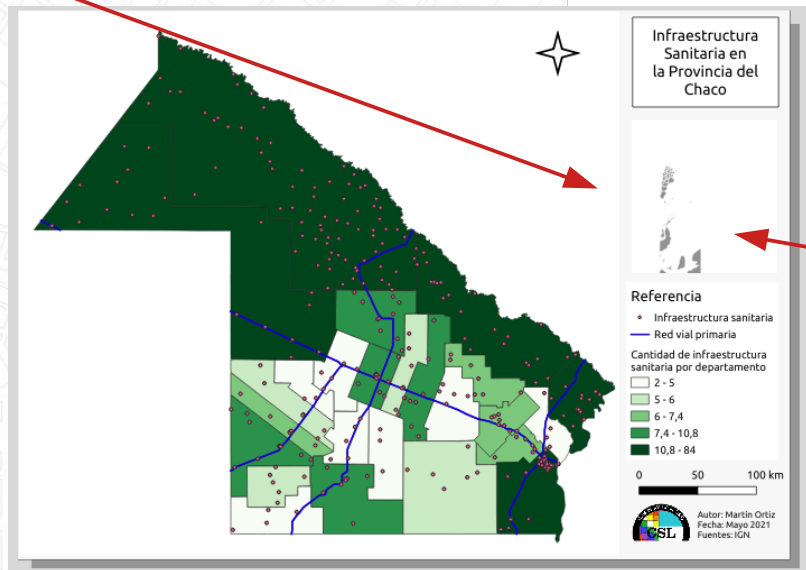 Infraestructura
Sanitaria en
la Provincia del
Chaco
Referencia
Infraestructura sanitaria
Red vial primaria
Cantidad de infraestructura
sanitaria por departamento
2 - 5
5 - 6
6 - 7,4
7,4 - 10,8
10,8 - 84
0 50 100 km
CSL
Autor: Martín Ortiz
Fecha: Mayo 2021
Fuentes: IGN